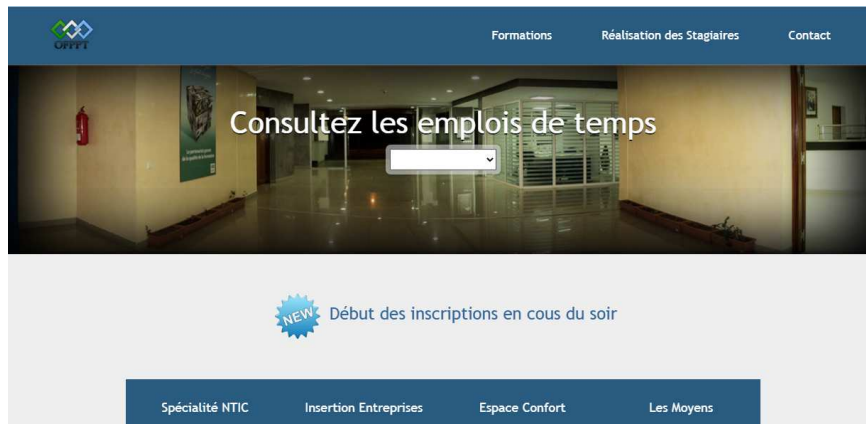 OFPPT
Formations
Réalisation des Stagiaires
Contact
Consultez les emplois de temps
NEW
Début des inscriptions en cous du soir
Spécialité NTIC
Insertion Entreprises
Espace Confort
Les Moyens